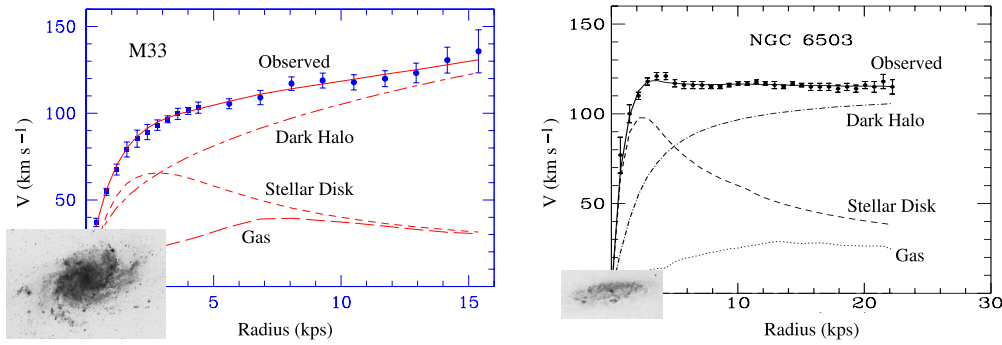 150
M33
Observed
100
Dark Halo
Stellar Disk
50
Gas
V (km s⁻¹)
5
10
15
Radius (kps)
150
NGC 6503
Observed
100
Dark Halo
50
Stellar Disk
Gas
V (km s⁻¹)
10
20
30
Radius (kps)